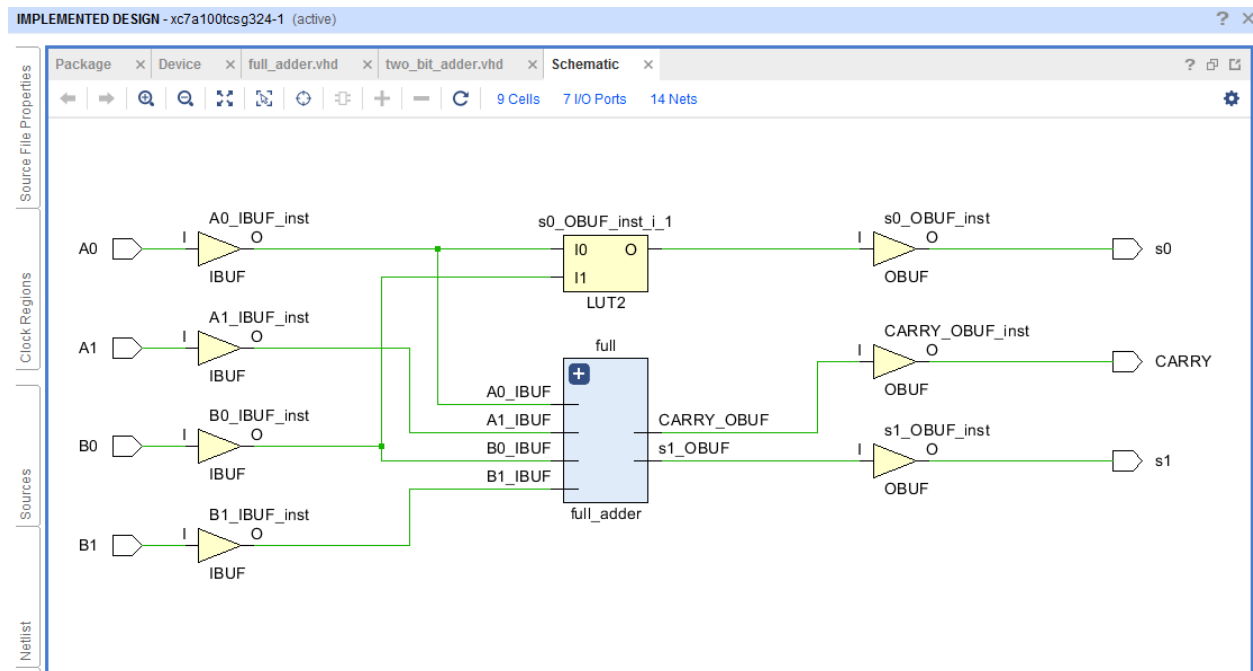 IMPLEMENTED DESIGN - xc7a100tcsg324-1 (active) ? ×
Source File Properties
Clock Regions
Sources
Netlist
Package × Device × full_adder.vhd × two_bit_adder.vhd × Schematic × ?
9 Cells 7 I/O Ports 14 Nets
A0_IBUF_inst s0_OBUF_inst_i_1 s0_OBUF_inst
A0 I O I0 O I O s0
IBUF I1 OBUF
LUT2
A1_IBUF_inst CARRY_OBUF_inst
A1 I O full I O CARRY
IBUF + OBUF
A0_IBUF
A1_IBUF CARRY_OBUF
B0_IBUF_inst B0_IBUF s1_OBUF s1_OBUF_inst
B0 I O I O s1
IBUF B1_IBUF OBUF
B1_IBUF_inst full_adder
B1 I O
IBUF